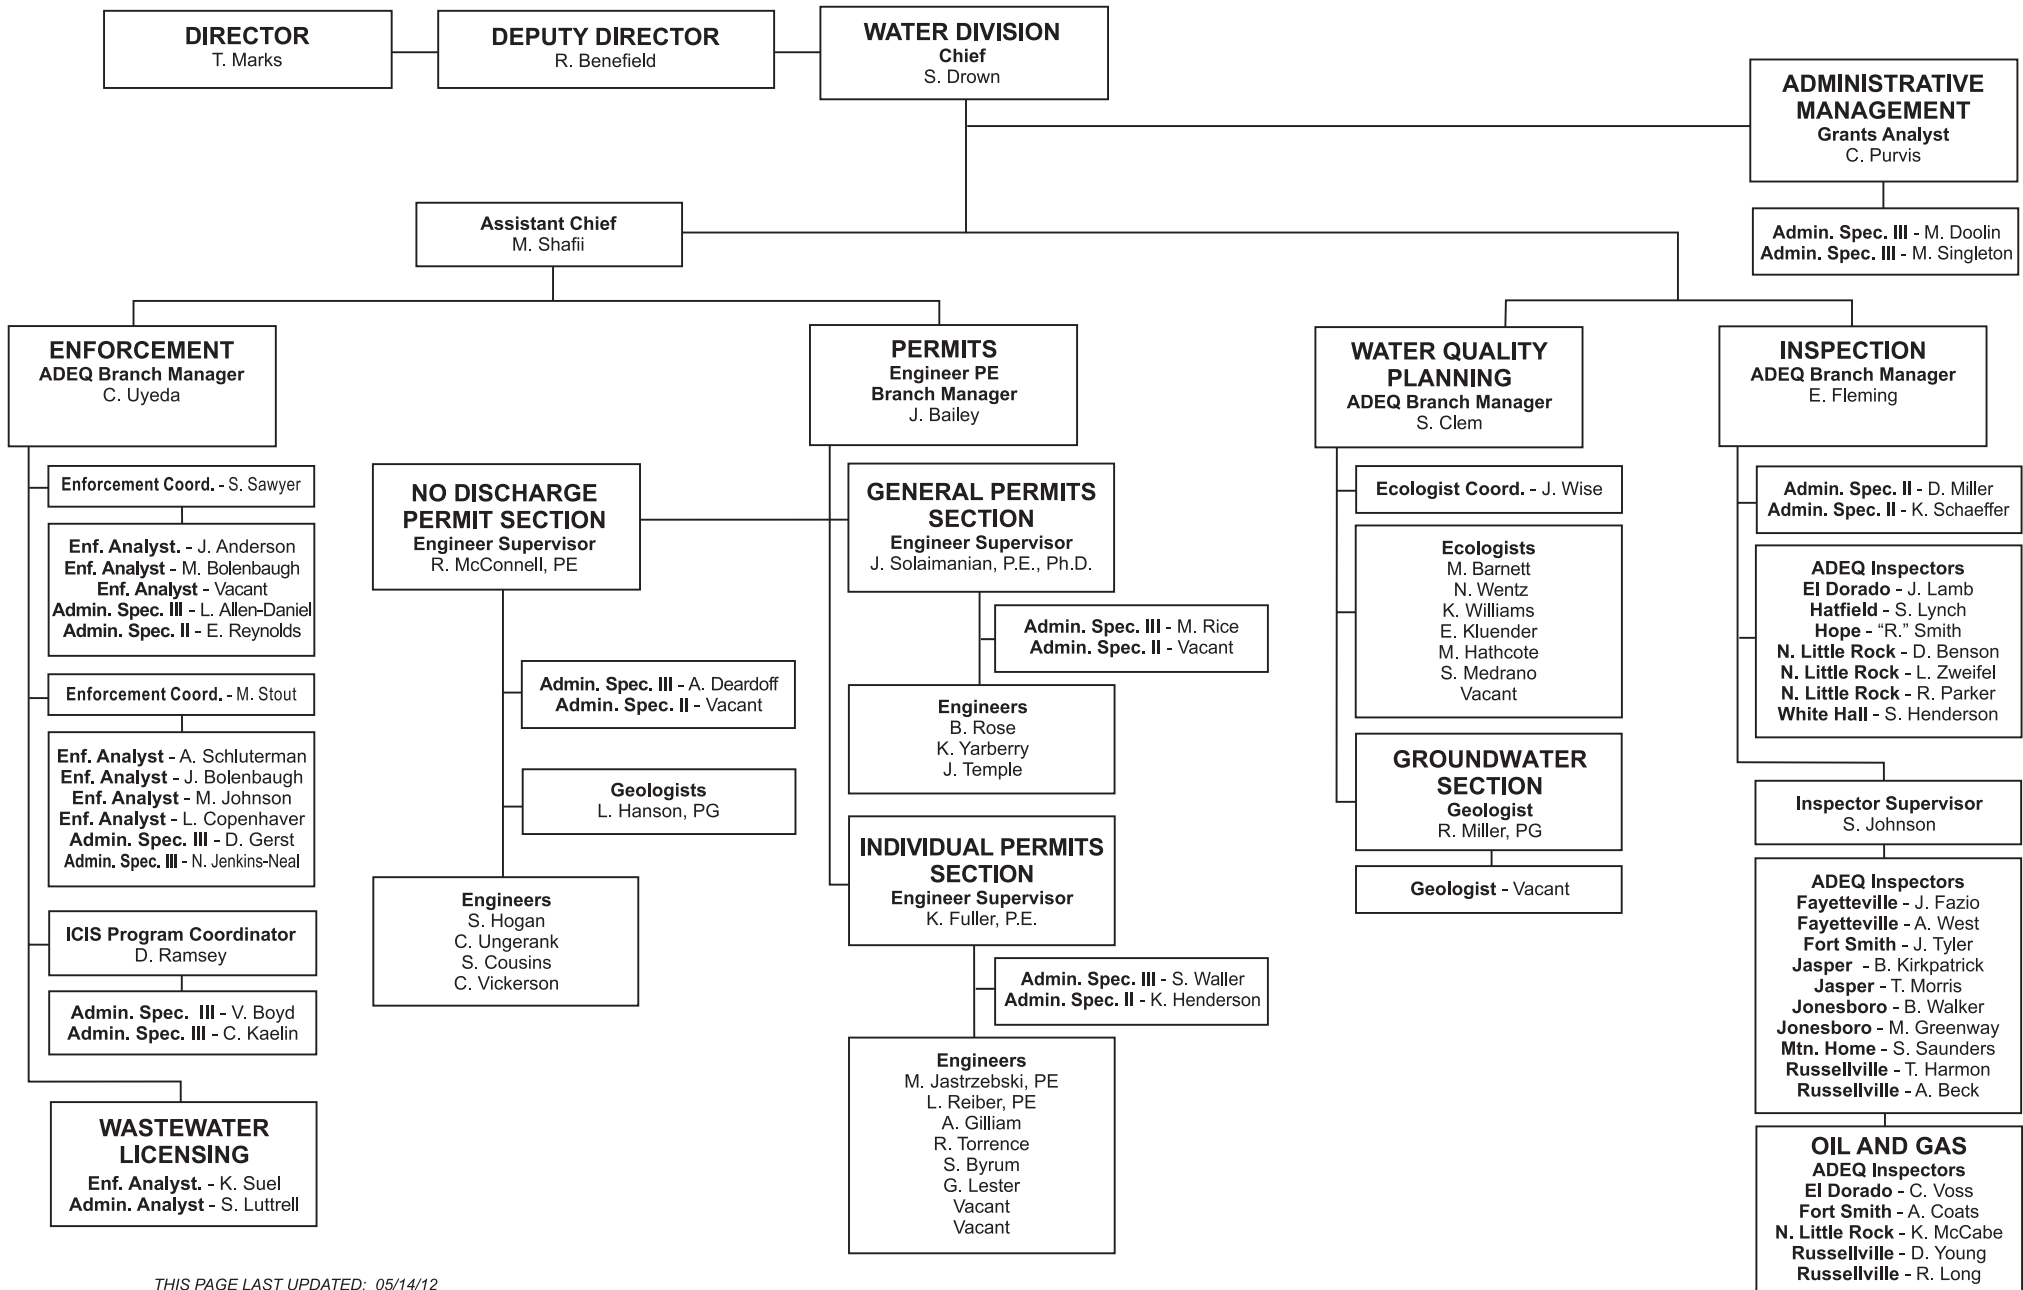 DIRECTOR
T. Marks
DEPUTY DIRECTOR
R. Benefield
WATER DIVISION
Chief
S. Drown
ADMINISTRATIVE
MANAGEMENT
Grants Analyst
C. Purvis
Admin. Spec. III - M. Doolin
Admin. Spec. III - M. Singleton
Assistant Chief
M. Shafii
ENFORCEMENT
ADEQ Branch Manager
C. Uyeda
Enforcement Coord. - S. Sawyer
Enf. Analyst. - J. Anderson
Enf. Analyst - M. Bolenbaugh
Enf. Analyst - Vacant
Admin. Spec. III - L. Allen-Daniel
Admin. Spec. II - E. Reynolds
Enforcement Coord. - M. Stout
Enf. Analyst - A. Schluterman
Enf. Analyst - J. Bolenbaugh
Enf. Analyst - M. Johnson
Enf. Analyst - L. Copenhaver
Admin. Spec. III - D. Gerst
Admin. Spec. III - N. Jenkins-Neal
ICIS Program Coordinator
D. Ramsey
Admin. Spec. III - V. Boyd
Admin. Spec. III - C. Kaelin
WASTEWATER
LICENSING
Enf. Analyst. - K. Suel
Admin. Analyst - S. Luttrell
PERMITS
Engineer PE
Branch Manager
J. Bailey
NO DISCHARGE
PERMIT SECTION
Engineer Supervisor
R. McConnell, PE
Admin. Spec. III - A. Deardoff
Admin. Spec. II - Vacant
Geologists
L. Hanson, PG
Engineers
S. Hogan
C. Ungerank
S. Cousins
C. Vickerson
GENERAL PERMITS
SECTION
Engineer Supervisor
J. Solaimanian, P.E., Ph.D.
Admin. Spec. III - M. Rice
Admin. Spec. II - Vacant
Engineers
B. Rose
K. Yarberry
J. Temple
INDIVIDUAL PERMITS
SECTION
Engineer Supervisor
K. Fuller, P.E.
Admin. Spec. III - S. Waller
Admin. Spec. II - K. Henderson
Engineers
M. Jastrzebski, PE
L. Reiber, PE
A. Gilliam
R. Torrence
S. Byrum
G. Lester
Vacant
Vacant
WATER QUALITY
PLANNING
ADEQ Branch Manager
S. Clem
Ecologist Coord. - J. Wise
Ecologists
M. Barnett
N. Wentz
K. Williams
E. Kluender
M. Hathcote
S. Medrano
Vacant
GROUNDWATER
SECTION
Geologist
R. Miller, PG
Geologist - Vacant
INSPECTION
ADEQ Branch Manager
E. Fleming
Admin. Spec. II - D. Miller
Admin. Spec. II - K. Schaeffer
ADEQ Inspectors
El Dorado - J. Lamb
Hatfield - S. Lynch
Hope - “R.” Smith
N. Little Rock - D. Benson
N. Little Rock - L. Zweifel
N. Little Rock - R. Parker
White Hall - S. Henderson
Inspector Supervisor
S. Johnson
ADEQ Inspectors
Fayetteville - J. Fazio
Fayetteville - A. West
Fort Smith - J. Tyler
Jasper - B. Kirkpatrick
Jasper - T. Morris
Jonesboro - B. Walker
Jonesboro - M. Greenway
Mtn. Home - S. Saunders
Russellville - T. Harmon
Russellville - A. Beck
OIL AND GAS
ADEQ Inspectors
El Dorado - C. Voss
Fort Smith - A. Coats
N. Little Rock - K. McCabe
Russellville - D. Young
Russellville - R. Long
THIS PAGE LAST UPDATED: 05/14/12